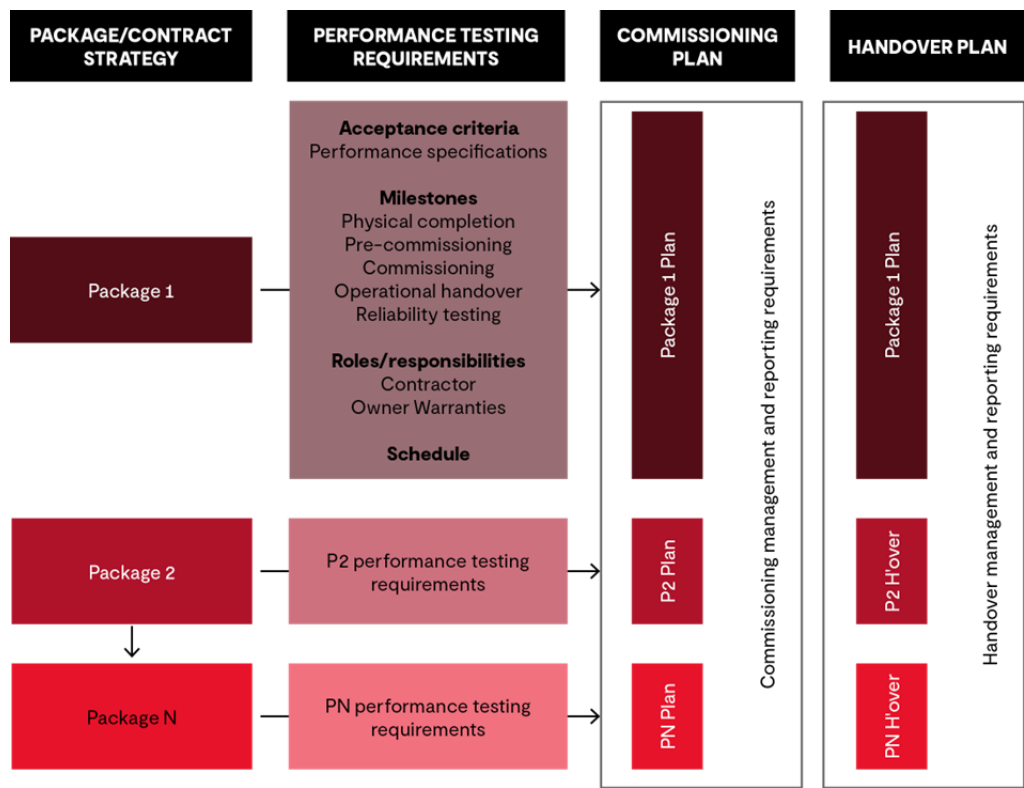 PACKAGE/CONTRACT
STRATEGY
PERFORMANCE TESTING
REQUIREMENTS
COMMISSIONING
PLAN
HANDOVER PLAN
Package 1
Acceptance criteria
Performance specifications
Milestones
Physical completion
Pre-commissioning
Commissioning
Operational handover
Reliability testing
Roles/responsibilities
Contractor
Owner Warranties
Schedule
Package 1 Plan
Commissioning management and reporting requirements
Package 1 Plan
Handover management and reporting requirements
Package 2
P2 performance testing
requirements
P2 Plan
P2 H'over
Package N
PN performance testing
requirements
PN Plan
PN H'over